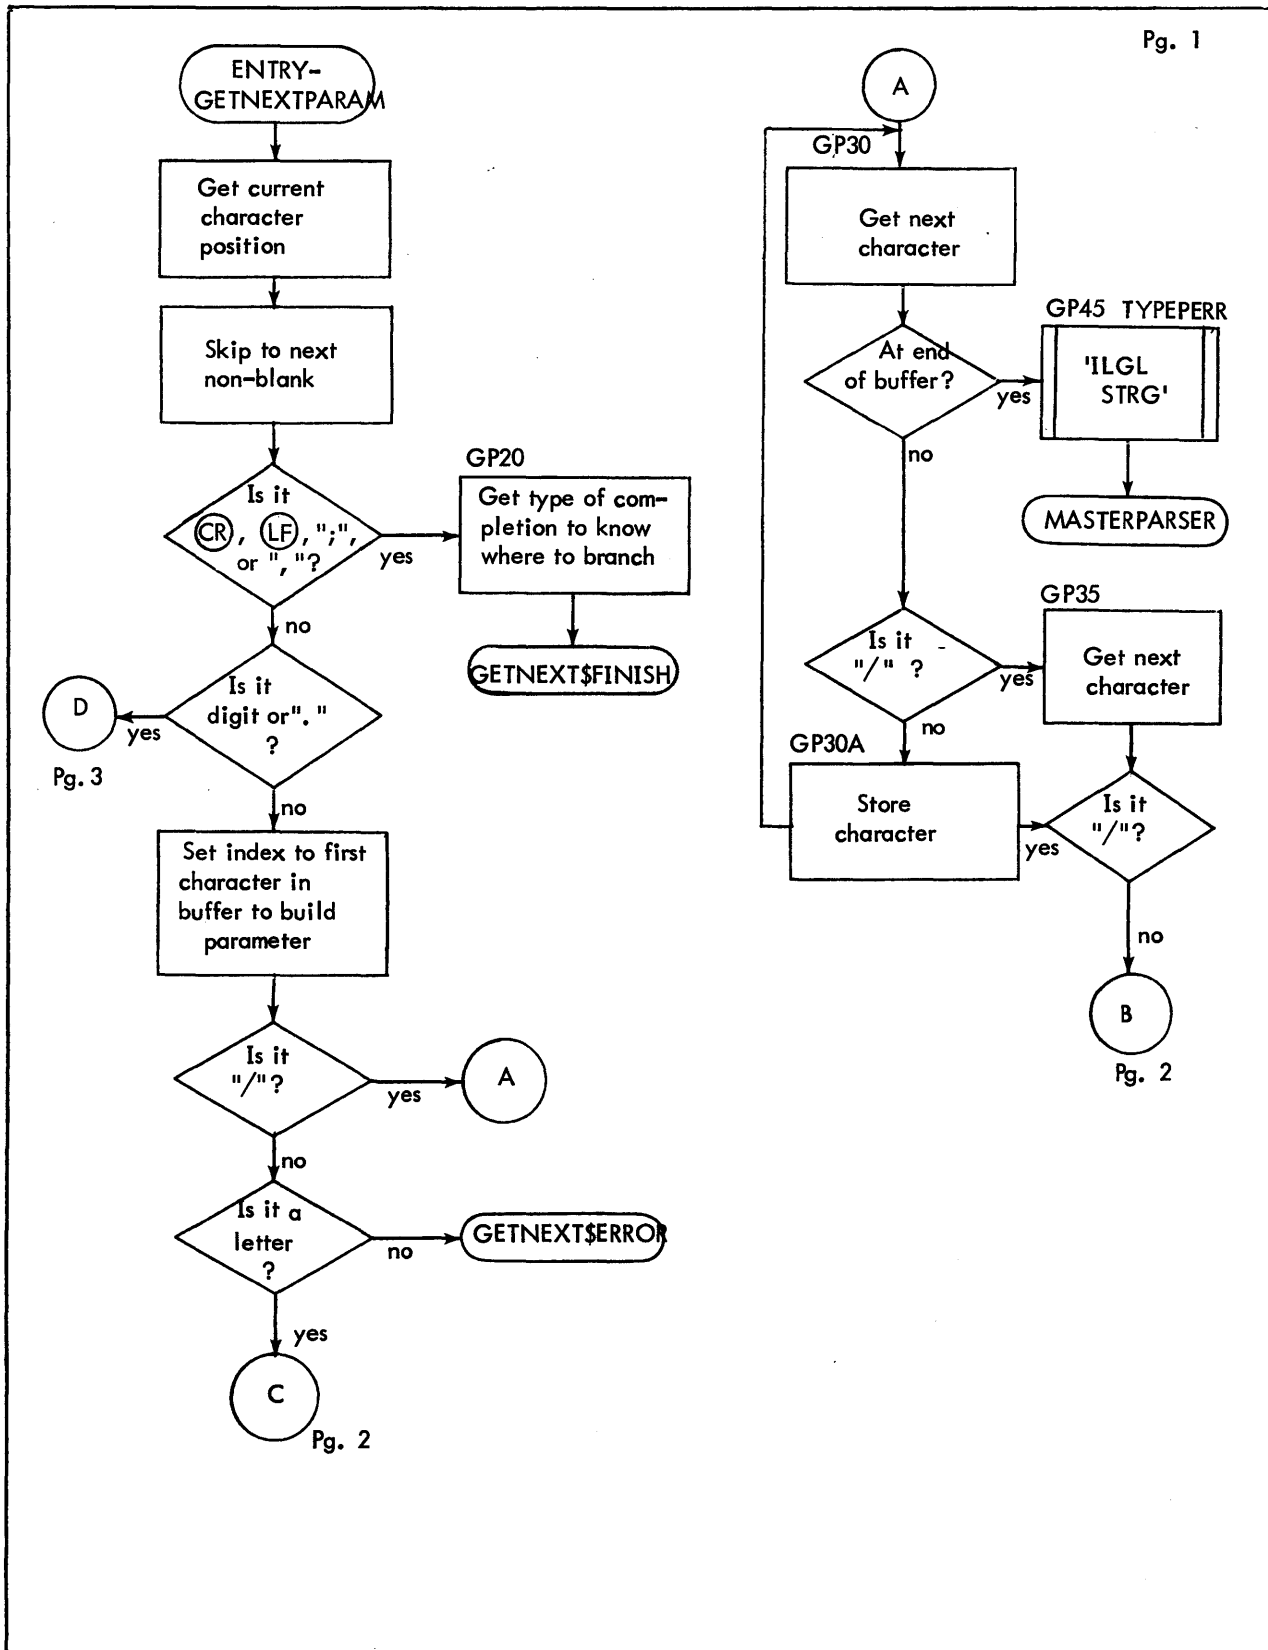 Pg. 1
ENTRY-
GETNEXTPARAM
Get current
character
position
Skip to next
non-blank
Is it
CR, LF, ";",
or ","?
yes
GP20
Get type of com-
pletion to know
where to branch
GETNEXT$FINISH
no
Is it
digit or". "
?
yes
D
Pg. 3
no
Set index to first
character in
buffer to build
parameter
Is it
"/"?
yes
A
no
Is it a
letter
?
no
GETNEXT$ERROR
yes
C
Pg. 2
A
GP30
Get next
character
At end
of buffer?
yes
GP45 TYPEPERR
'ILGL
STRG'
MASTERPARSER
no
Is it
"/" ?
yes
GP35
Get next
character
no
GP30A
Store
character
yes
Is it
"/"?
no
B
Pg. 2